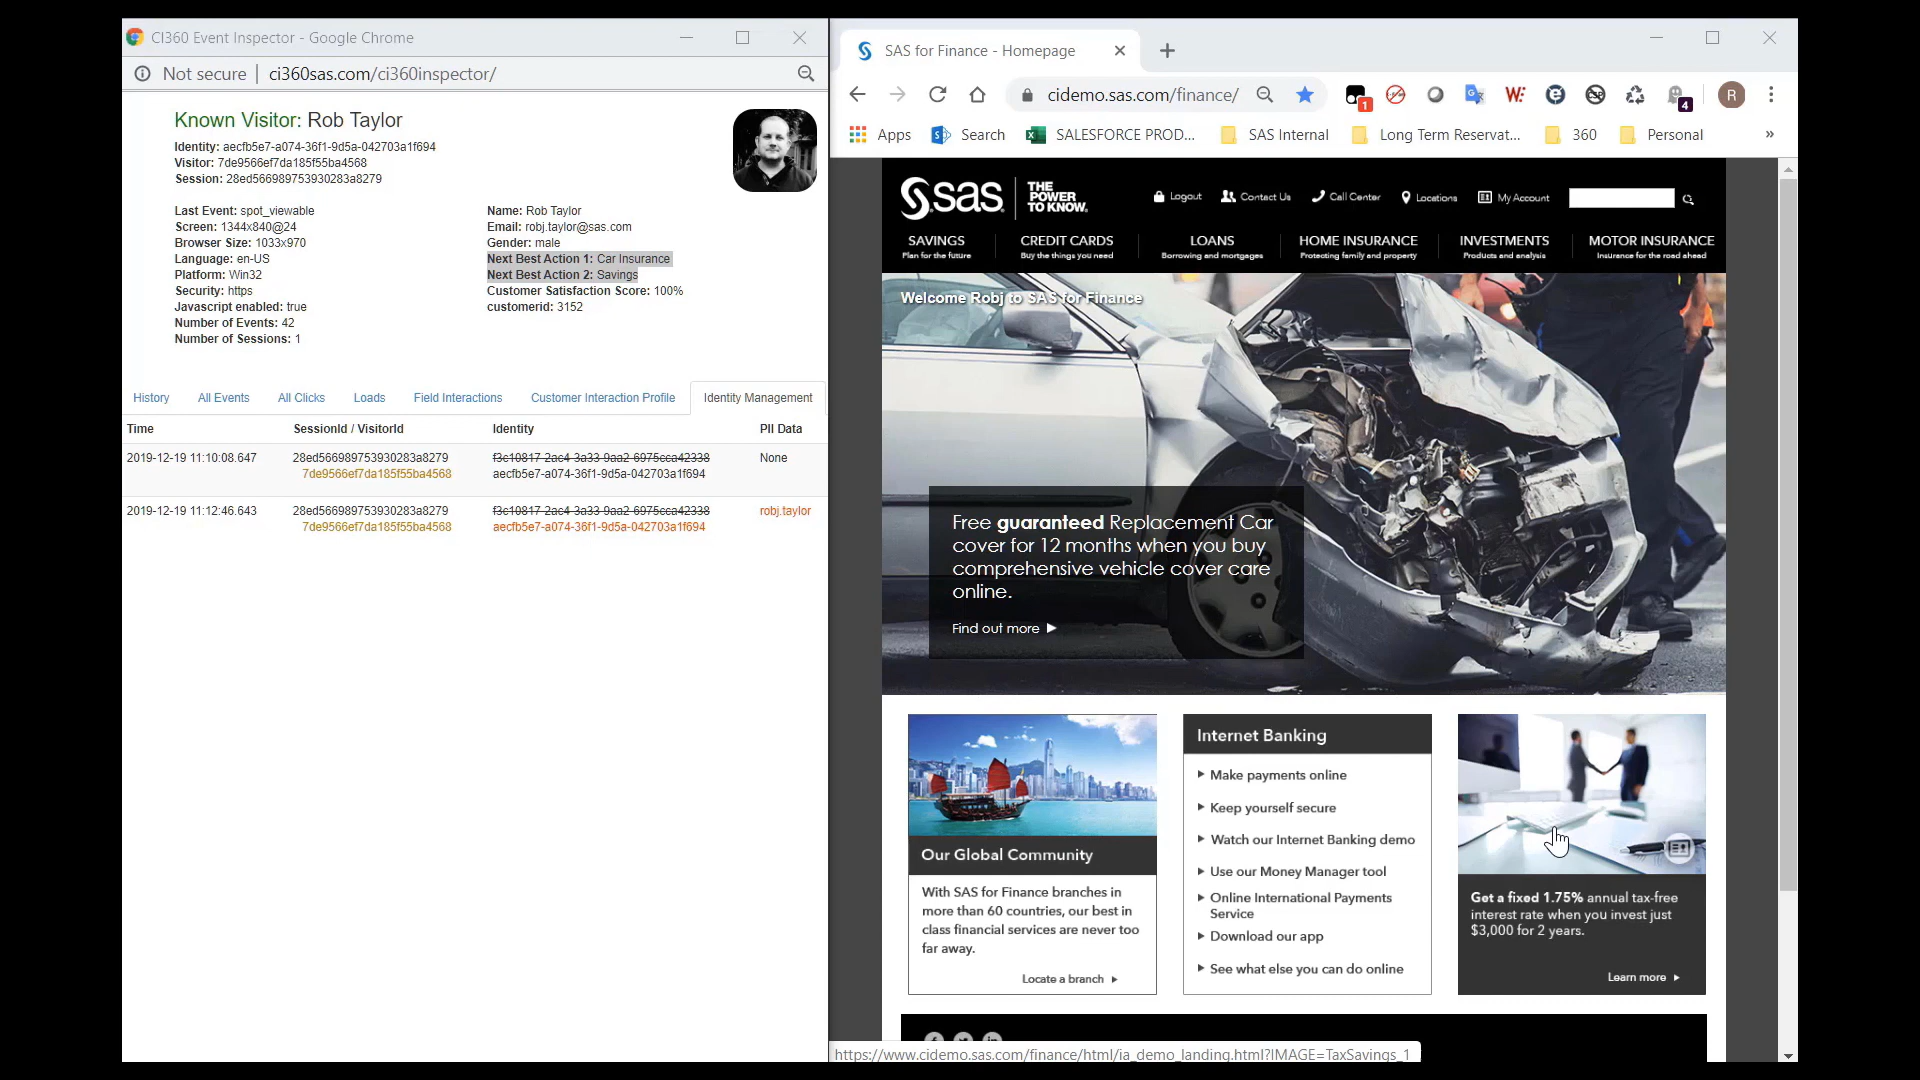 CI360 Event Inspector - Google Chrome
Not secure | ci360sas.com/ci360inspector/
Known Visitor: Rob Taylor
Identity: aecfb5e7-a074-36f1-9d5a-042703a1f694
Visitor: 7de9566ef7da185f55ba4568
Session: 28ed566989753930283a8279
Last Event: spot_viewable
Screen: 1344x840@24
Browser Size: 1033x970
Language: en-US
Platform: Win32
Security: https
Javascript enabled: true
Number of Events: 42
Number of Sessions: 1
Name: Rob Taylor
Email: robj.taylor@sas.com
Gender: male
Next Best Action 1: Car Insurance
Next Best Action 2: Savings
Customer Satisfaction Score: 100%
customerid: 3152
History All Events All Clicks Loads Field Interactions Customer Interaction Profile Identity Management
Time SessionId / VisitorId Identity PII Data
2019-12-19 11:10:08.647 28ed566989753930283a8279 f3c10817-2ac4-3a33-9aa2-6975cca42338 None
7de9566ef7da185f55ba4568 aecfb5e7-a074-36f1-9d5a-042703a1f694
2019-12-19 11:12:46.643 28ed566989753930283a8279 f3c10817-2ac4-3a33-9aa2-6975cca42338 robj.taylor
7de9566ef7da185f55ba4568 aecfb5e7-a074-36f1-9d5a-042703a1f694
SAS for Finance - Homepage
cidemo.sas.com/finance/
1
W
4
R
Apps Search SALESFORCE PROD... SAS Internal Long Term Reservat... 360 Personal »
sas THE POWER TO KNOW.
Logout Contact Us Call Center Locations My Account
SAVINGS CREDIT CARDS LOANS HOME INSURANCE INVESTMENTS MOTOR INSURANCE
Plan for the future Buy the things you need Borrowing and mortgages Protecting family and property Products and analysis Insurance for the road ahead
Welcome Robj to SAS for Finance
Free guaranteed Replacement Car
cover for 12 months when you buy
comprehensive vehicle cover care
online.
Find out more
Our Global Community
With SAS for Finance branches in
more than 60 countries, our best in
class financial services are never too
far away.
Locate a branch
Internet Banking
Make payments online
Keep yourself secure
Watch our Internet Banking demo
Use our Money Manager tool
Online International Payments
Service
Download our app
See what else you can do online
Get a fixed 1.75% annual tax-free
interest rate when you invest just
$3,000 for 2 years.
Learn more
https://www.cidemo.sas.com/finance/html/ia_demo_landing.html?IMAGE=TaxSavings_1